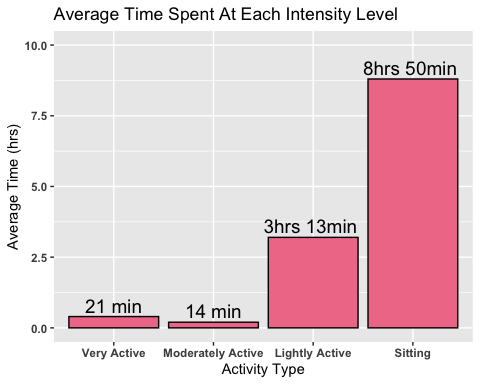 Average Time Spent At Each Intensity Level
Average Time (hrs)
10.0
7.5
5.0
2.5
0.0
21 min
14 min
3hrs 13min
8hrs 50min
Very Active
Moderately Active
Lightly Active
Sitting
Activity Type